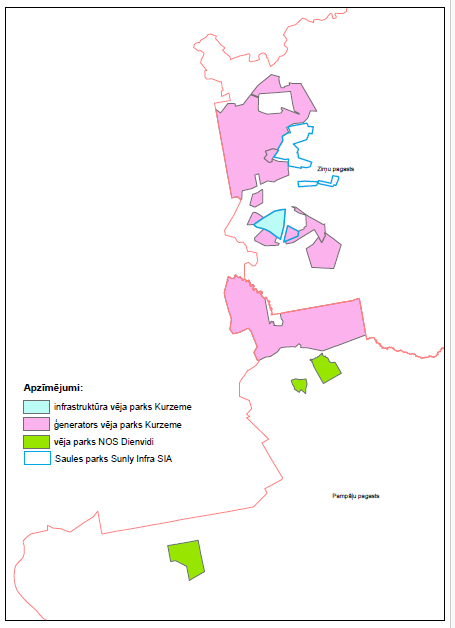 Zirņu pagasts
Apzīmējumi:
infrastruktūra vēja parks Kurzeme
ģenerators vēja parks Kurzeme
vēja parks NOS Dienvidi
Saules parks Sunly Infra SIA
Pampāļu pagasts